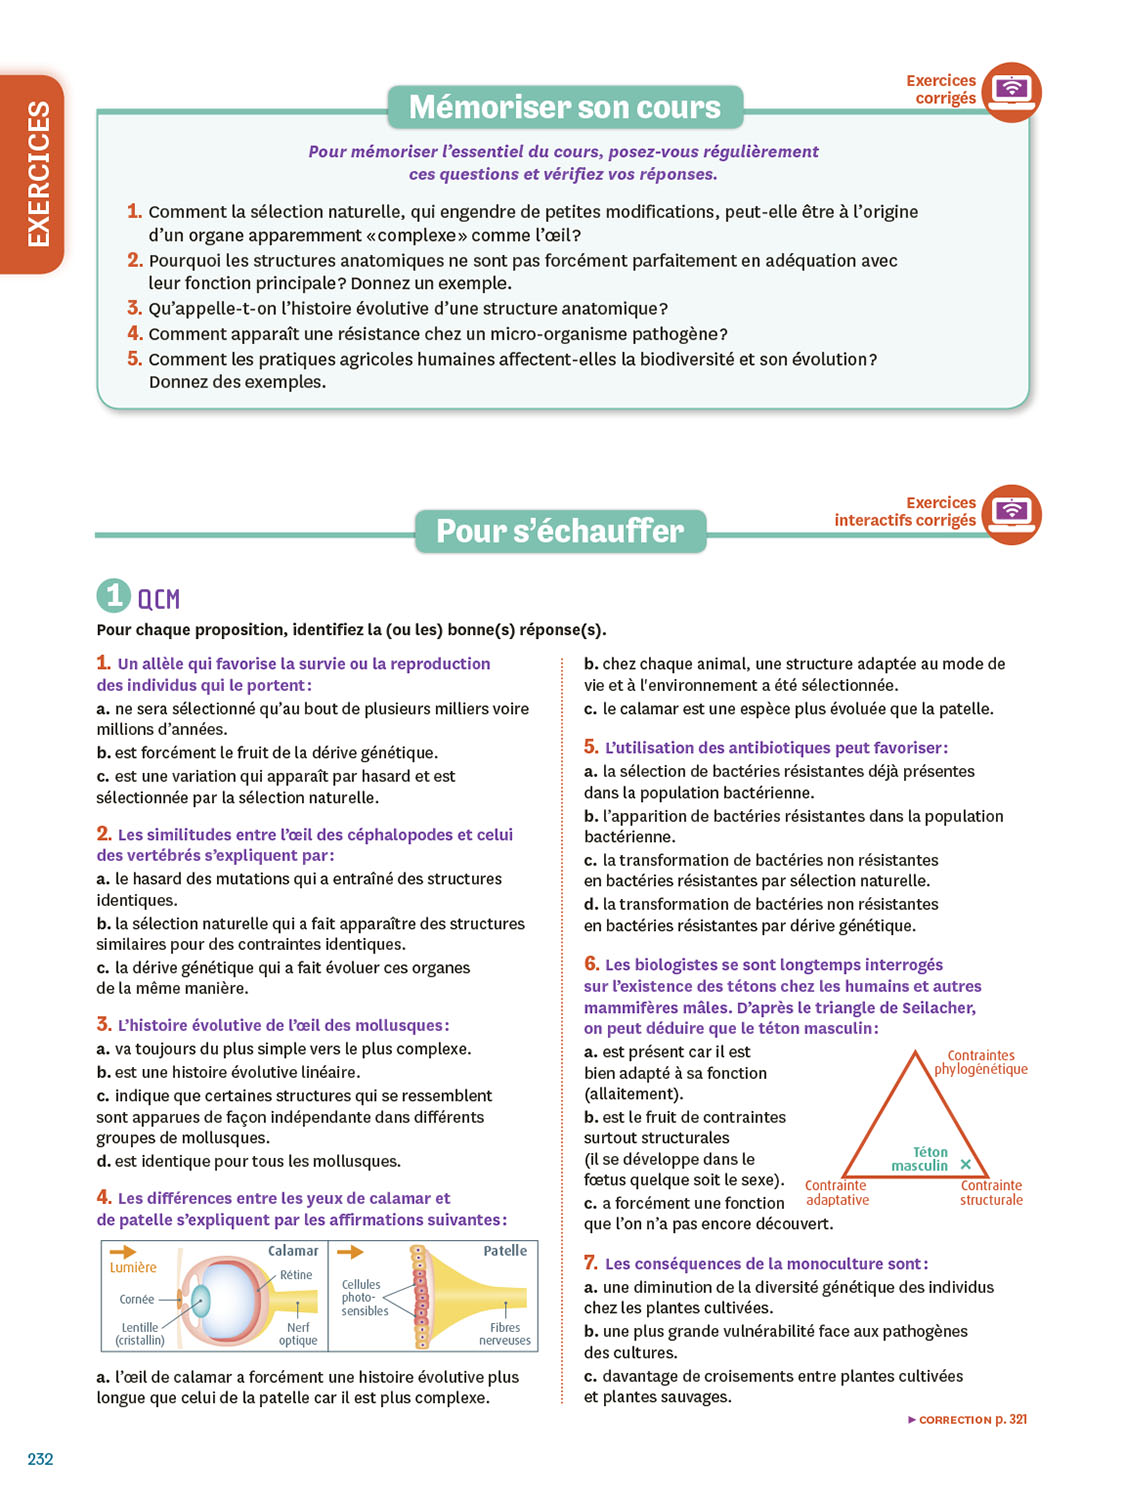 EXERCICES
Exercices
corrigés
Mémoriser son cours
Pour mémoriser l'essentiel du cours, posez-vous régulièrement
ces questions et vérifiez vos réponses.
1. Comment la sélection naturelle, qui engendre de petites modifications, peut-elle être à l'origine
d'un organe apparemment «complexe» comme l'œil?
2. Pourquoi les structures anatomiques ne sont pas forcément parfaitement en adéquation avec
leur fonction principale? Donnez un exemple.
3. Qu'appelle-t-on l'histoire évolutive d'une structure anatomique?
4. Comment apparaît une résistance chez un micro-organisme pathogène?
5. Comment les pratiques agricoles humaines affectent-elles la biodiversité et son évolution?
Donnez des exemples.
Exercices
interactifs corrigés
Pour s'échauffer
1 QCM
Pour chaque proposition, identifiez la (ou les) bonne(s) réponse(s).
1. Un allèle qui favorise la survie ou la reproduction
des individus qui le portent:
a. ne sera sélectionné qu'au bout de plusieurs milliers voire
millions d'années.
b. est forcément le fruit de la dérive génétique.
c. est une variation qui apparaît par hasard et est
sélectionnée par la sélection naturelle.
2. Les similitudes entre l'œil des céphalopodes et celui
des vertébrés s'expliquent par:
a. le hasard des mutations qui a entraîné des structures
identiques.
b. la sélection naturelle qui a fait apparaître des structures
similaires pour des contraintes identiques.
c. la dérive génétique qui a fait évoluer ces organes
de la même manière.
3. L'histoire évolutive de l'œil des mollusques:
a. va toujours du plus simple vers le plus complexe.
b. est une histoire évolutive linéaire.
c. indique que certaines structures qui se ressemblent
sont apparues de façon indépendante dans différents
groupes de mollusques.
d. est identique pour tous les mollusques.
4. Les différences entre les yeux de calamar et
de patelle s'expliquent par les affirmations suivantes:
Calamar
Lumière
Rétine
Cornée
Lentille
(cristallin)
Nerf
optique
Patelle
Cellules
photo-
sensibles
Fibres
nerveuses
a. l'œil de calamar a forcément une histoire évolutive plus
longue que celui de la patelle car il est plus complexe.
b. chez chaque animal, une structure adaptée au mode de
vie et à l'environnement a été sélectionnée.
c. le calamar est une espèce plus évoluée que la patelle.
5. L'utilisation des antibiotiques peut favoriser:
a. la sélection de bactéries résistantes déjà présentes
dans la population bactérienne.
b. l'apparition de bactéries résistantes dans la population
bactérienne.
c. la transformation de bactéries non résistantes
en bactéries résistantes par sélection naturelle.
d. la transformation de bactéries non résistantes
en bactéries résistantes par dérive génétique.
6. Les biologistes se sont longtemps interrogés
sur l'existence des tétons chez les humains et autres
mammifères mâles. D'après le triangle de Seilacher,
on peut déduire que le téton masculin:
a. est présent car il est
bien adapté à sa fonction
(allaitement).
b. est le fruit de contraintes
surtout structurales
(il se développe dans le
fœtus quelque soit le sexe).
c. a forcément une fonction
que l'on n'a pas encore découvert.
Contraintes
phylogénétique
Téton
masculin
Contrainte
adaptative
Contrainte
structurale
7. Les conséquences de la monoculture sont:
a. une diminution de la diversité génétique des individus
chez les plantes cultivées.
b. une plus grande vulnérabilité face aux pathogènes
des cultures.
c. davantage de croisements entre plantes cultivées
et plantes sauvages.
▶ CORRECTION p. 321
232